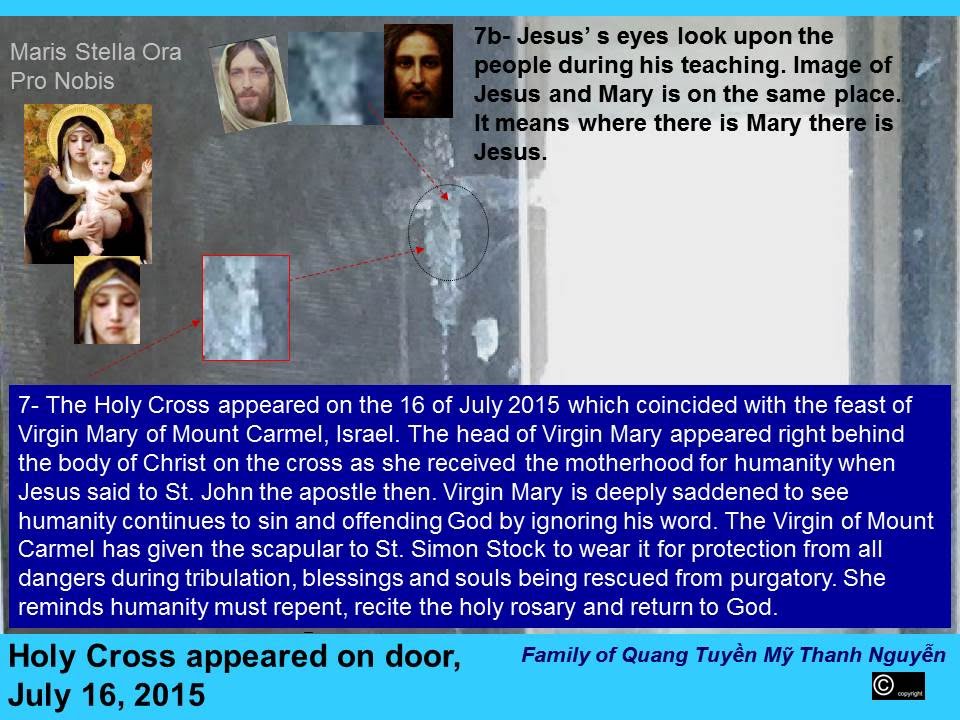 Maris Stella Ora
Pro Nobis
7b- Jesus’ s eyes look upon the
people during his teaching. Image of
Jesus and Mary is on the same place.
It means where there is Mary there is
Jesus.
7- The Holy Cross appeared on the 16 of July 2015 which coincided with the feast of
Virgin Mary of Mount Carmel, Israel. The head of Virgin Mary appeared right behind
the body of Christ on the cross as she received the motherhood for humanity when
Jesus said to St. John the apostle then. Virgin Mary is deeply saddened to see
humanity continues to sin and offending God by ignoring his word. The Virgin of Mount
Carmel has given the scapular to St. Simon Stock to wear it for protection from all
dangers during tribulation, blessings and souls being rescued from purgatory. She
reminds humanity must repent, recite the holy rosary and return to God.
Holy Cross appeared on door,
July 16, 2015
Family of Quang Tuyền Mỹ Thanh Nguyễn
© copyright